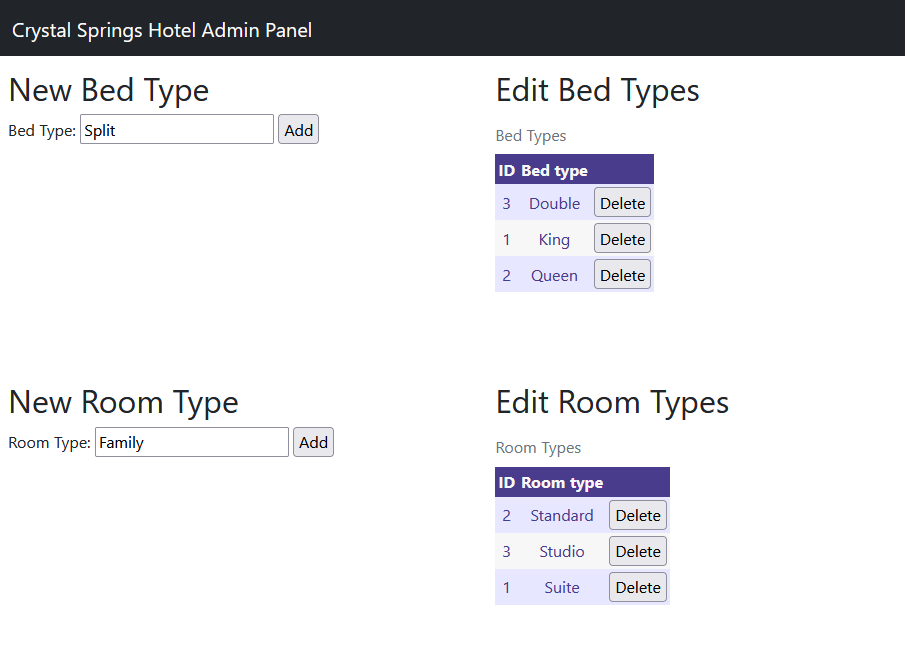 Crystal Springs Hotel Admin Panel
New Bed Type
Bed Type: Split Add
Edit Bed Types
Bed Types
ID Bed type
3 Double Delete
1 King Delete
2 Queen Delete
New Room Type
Room Type: Family Add
Edit Room Types
Room Types
ID Room type
2 Standard Delete
3 Studio Delete
1 Suite Delete